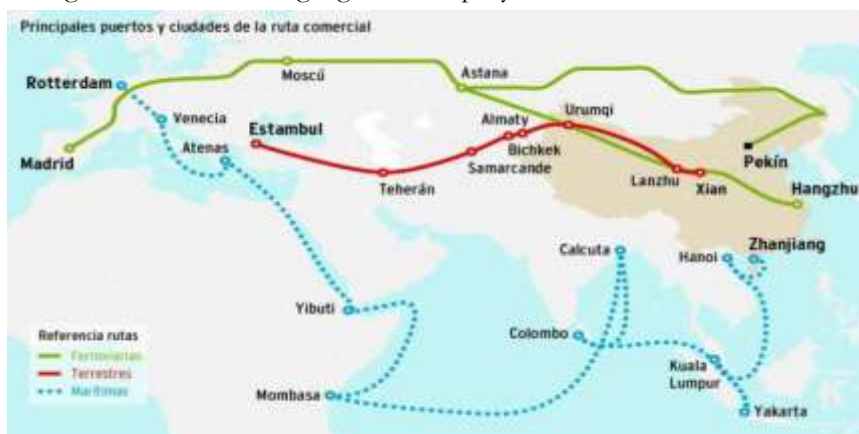 Principales puertos y ciudades de la ruta comercial
Rotterdam
Moscú
Astana
Venecia
Estambul
Almaty
Urumqi
Madrid
Atenas
Bichkek
Samarcande
Pekín
Teherán
Lanzhu
Xian
Hangzhu
Calcuta
Hanoi
Zhanjiang
Yibuti
Colombo
Kuala
Lumpur
Mombasa
Yakarta
Referencia rutas
Ferroviarias
Terrestres
Marítimas